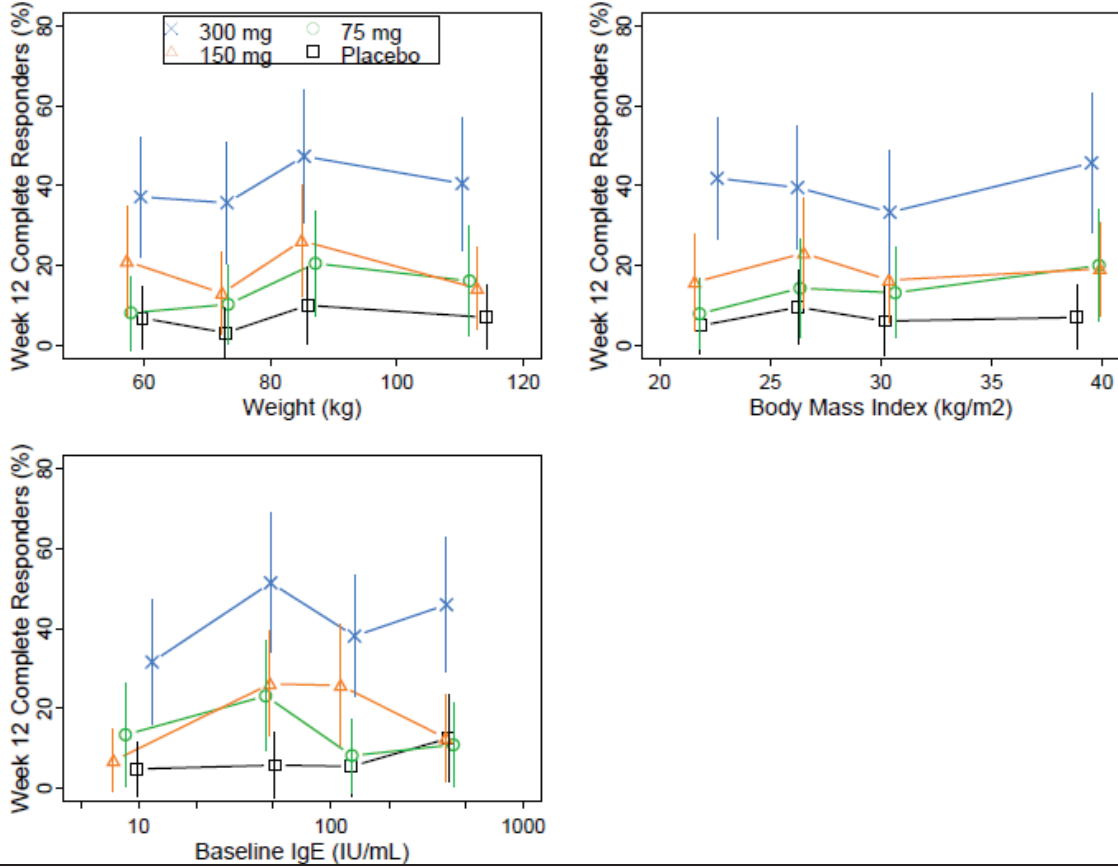 Week 12 Complete Responders (%)
80
60
40
20
0
300 mg
75 mg
150 mg
Placebo
60
80
100
120
Weight (kg)
Week 12 Complete Responders (%)
80
60
40
20
0
20
25
30
35
40
Body Mass Index (kg/m2)
Week 12 Complete Responders (%)
80
60
40
20
0
10
100
1000
Baseline IgE (IU/mL)